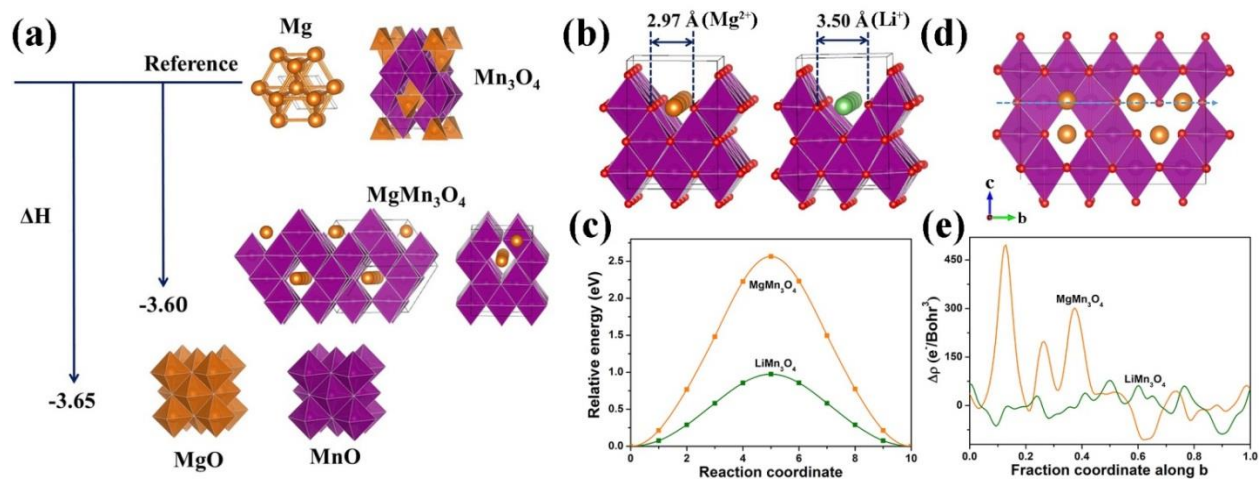 (a)
Mg
Reference
Mn₃O₄
ΔH
MgMn₃O₄
-3.60
-3.65
MgO
MnO
(b)
2.97 Å (Mg²⁺)
3.50 Å (Li⁺)
(c)
Relative energy (eV)
2.5
2.0
1.5
1.0
0.5
0.0
MgMn₃O₄
LiMn₃O₄
0 2 4 6 8 10
Reaction coordinate
(d)
c
b
(e)
Δρ (e⁻/Bohr³)
450
300
150
0
MgMn₃O₄
LiMn₃O₄
0.0 0.2 0.4 0.6 0.8 1.0
Fraction coordinate along b